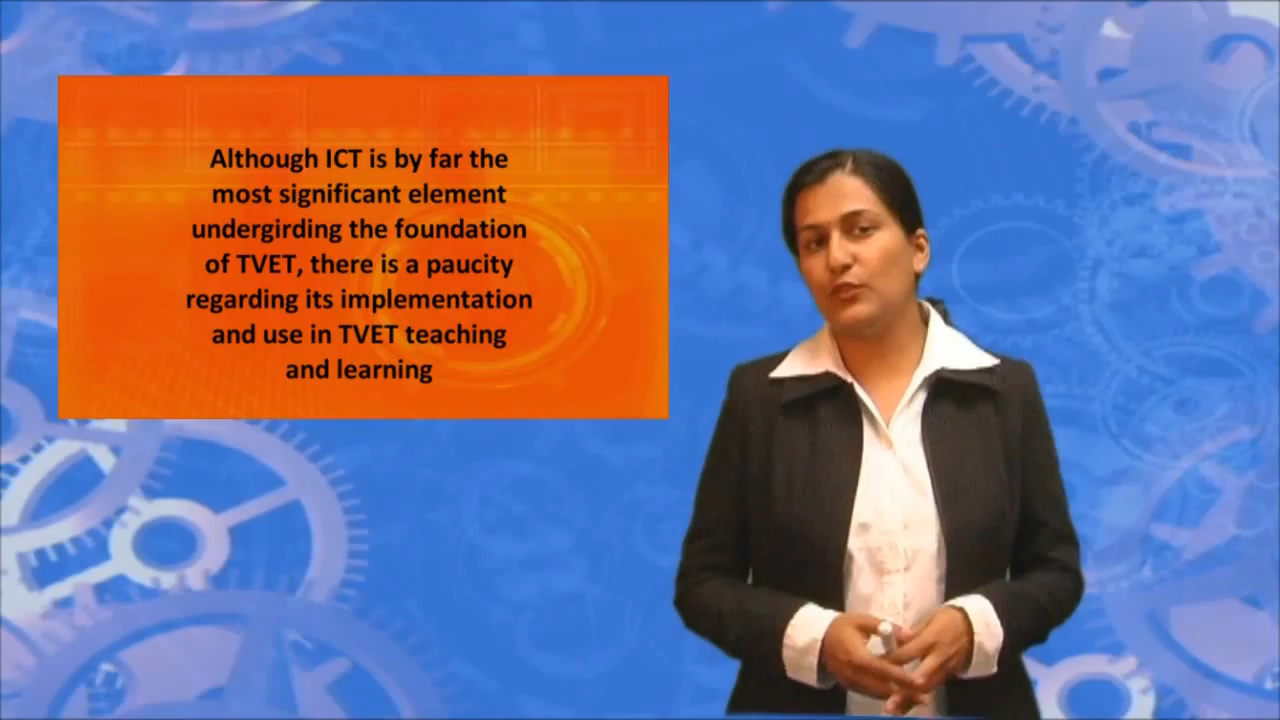 Although ICT is by far the
most significant element
undergirding the foundation
of TVET, there is a paucity
regarding its implementation
and use in TVET teaching
and learning